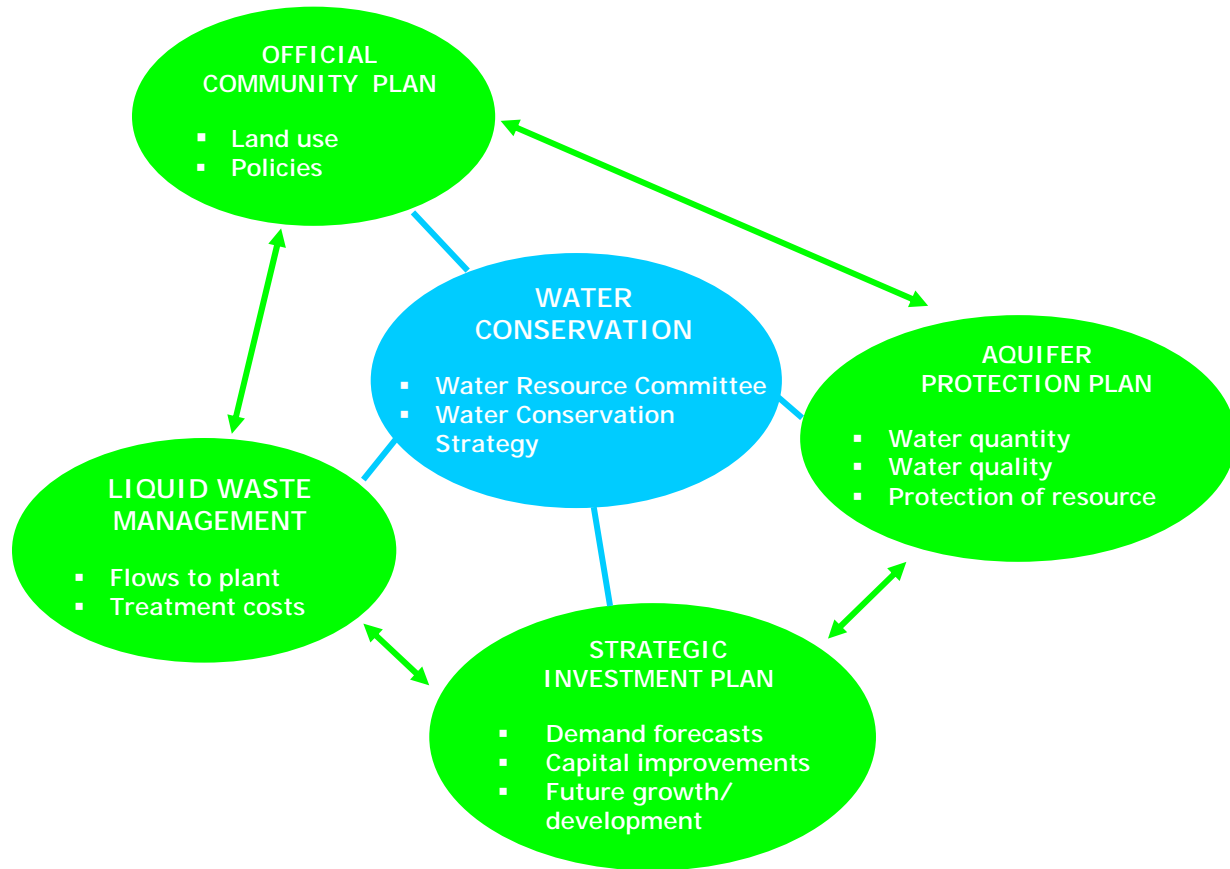 OFFICIAL
COMMUNITY PLAN
▪ Land use
▪ Policies
WATER
CONSERVATION
▪ Water Resource Committee
▪ Water Conservation
Strategy
AQUIFER
PROTECTION PLAN
▪ Water quantity
▪ Water quality
▪ Protection of resource
LIQUID WASTE
MANAGEMENT
▪ Flows to plant
▪ Treatment costs
STRATEGIC
INVESTMENT PLAN
▪ Demand forecasts
▪ Capital improvements
▪ Future growth/
development